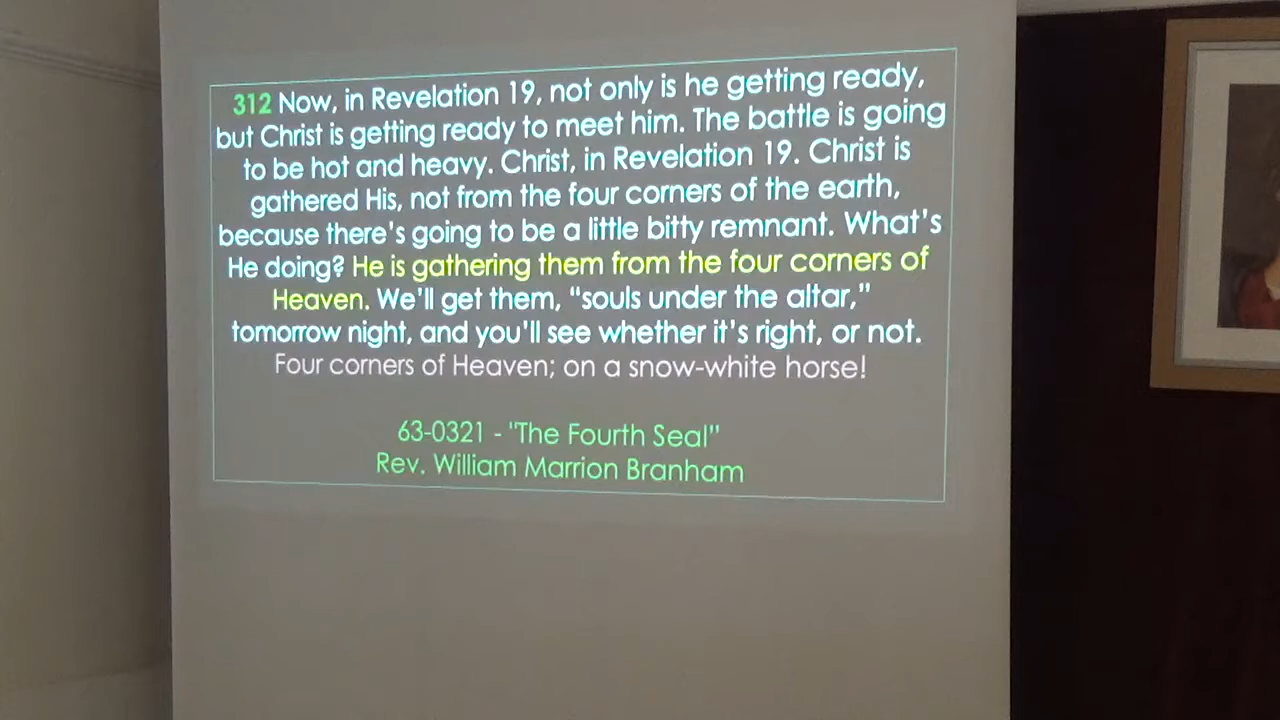 312 Now, in Revelation 19, not only is he getting ready,
but Christ is getting ready to meet him. The battle is going
to be hot and heavy. Christ, in Revelation 19. Christ is
gathered His, not from the four corners of the earth,
because there's going to be a little bitty remnant. What's
He doing? He is gathering them from the four corners of
Heaven. We'll get them, “souls under the altar,”
tomorrow night, and you'll see whether it's right, or not.
Four corners of Heaven; on a snow-white horse!
63-0321 - "The Fourth Seal”
Rev. William Marrion Branham